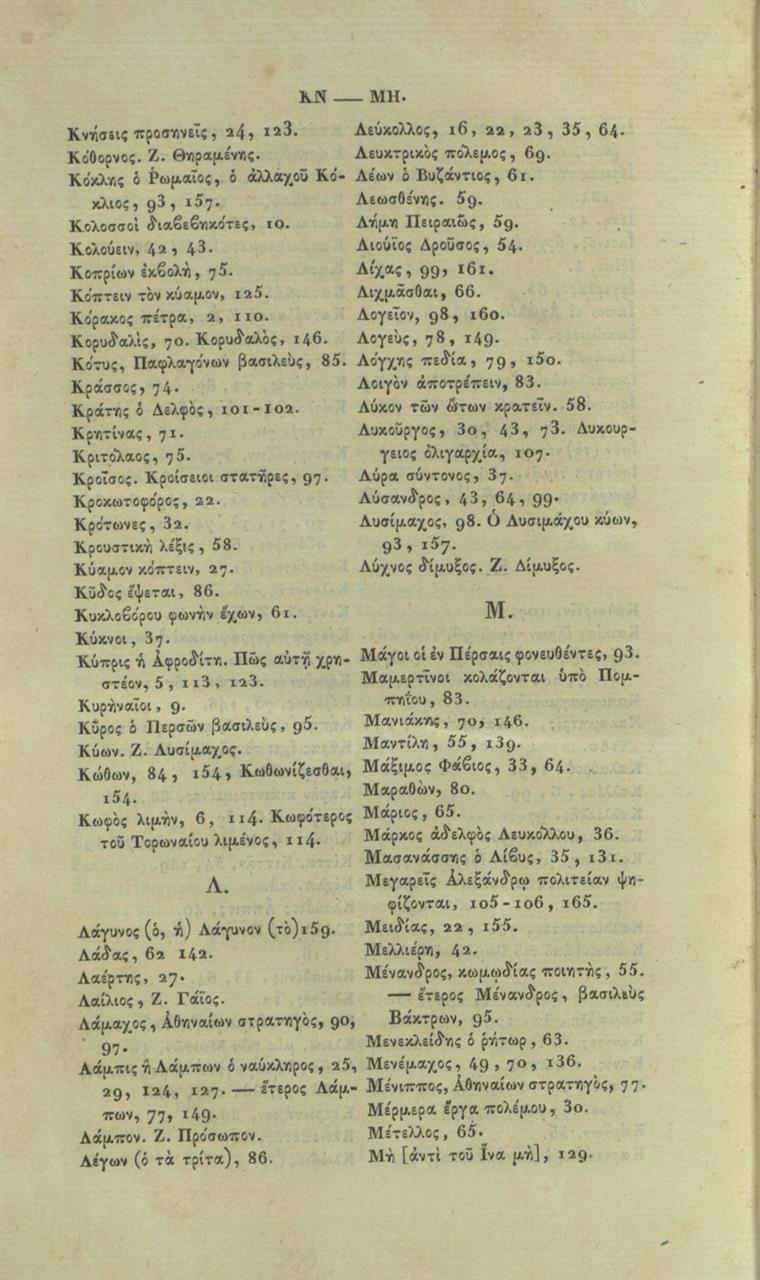 ΚΝ — ΜΗ.
Κνήσεις προσηνεῖς, 24, 123.
Κόθορνος. Ζ. Θηραμένης.
Κόκλης ὁ Ῥωμαῖος, ὁ ἀλλαχοῦ Κό-
κλιος, 93, 157.
Κολοσσοὶ διαβεβηκότες, 10.
Κολούειν, 42, 43.
Κοπρίων ἐκβολὴ, 75.
Κόπτειν τὸν κύαμον, 125.
Κόρακος πέτρα, 2, 110.
Κορυδαλὶς, 70. Κορυδαλὸς, 146.
Κότυς, Παφλαγόνων βασιλεὺς, 85.
Κράσσος, 74.
Κράτης ὁ Δελφὸς, 101-102.
Κρητίνας, 71.
Κριτόλαος, 75.
Κροῖσος. Κροίσειοι στατῆρες, 97.
Κροκωτοφόρος, 22.
Κρότωνες, 32.
Κρουστικὴ λέξις, 58.
Κύαμον κόπτειν, 27.
Κῦδος ἕψεται, 86.
Κυκλοβόρου φωνὴν ἔχων, 61.
Κύκνοι, 37.
Κύπρις ἡ Ἀφροδίτη. Πῶς αὐτῇ χρη-
στέον, 5, 113, 123.
Κυρηναῖοι, 9.
Κῦρος ὁ Περσῶν βασιλεὺς, 95.
Κύων. Ζ. Λυσίμαχος.
Κώθων, 84, 154, Κωθωνίζεσθαι,
154.
Κωφὸς λιμὴν, 6, 114. Κωφότερος
τοῦ Τορωναίου λιμένος, 114.
Λ.
Λάγυνος (ὁ, ἡ) Λάγυνον (τὸ) 159.
Λάδας, 62 142.
Λαέρτης, 27.
Λαίλιος, Ζ. Γάϊος.
Λάμαχος, Ἀθηναίων στρατηγὸς, 90,
97.
Λάμπις ἢ Λάμπων ὁ ναύκληρος, 25,
29, 124, 127. — ἕτερος Λάμ-
πων, 77, 149.
Λάμπον. Ζ. Πρόσωπον.
Λέγων (ὁ τὰ τρίτα), 86.
Λεύκολλος, 16, 22, 23, 35, 64.
Λευκτρικὸς πόλεμος, 69.
Λέων ὁ Βυζάντιος, 61.
Λεωσθένης. 59.
Λήμη Πειραιῶς, 59.
Λιούϊος Δροῦσος, 54.
Λίχας, 99, 161.
Λιχμᾶσθαι, 66.
Λογεῖον, 98, 160.
Λογεὺς, 78, 149.
Λόγχης πεδία, 79, 150.
Λοιγὸν ἀποτρέπειν, 83.
Λύκον τῶν ὤτων κρατεῖν. 58.
Λυκοῦργος, 30, 43, 73. Λυκουρ-
γειος ὀλιγαρχία, 107.
Λύρα σύντονος, 37.
Λύσανδρος, 43, 64, 99.
Λυσίμαχος, 98. Ὁ Λυσιμάχου κύων,
93, 157.
Λύχνος δίμυξος. Ζ. Δίμυξος.
Μ.
Μάγοι οἱ ἐν Πέρσαις φονευθέντες, 93.
Μαμερτῖνοι κολάζονται ὑπὸ Πομ-
πηΐου, 83.
Μανιάκης, 70, 146.
Μαντίλη, 55, 139.
Μάξιμος Φάβιος, 33, 64.
Μαραθὼν, 80.
Μάριος, 65.
Μάρκος ἀδελφὸς Λευκόλλου, 36.
Μασανάσσης ὁ Λίβυς, 35, 131.
Μεγαρεῖς Ἀλεξάνδρῳ πολιτείαν ψη-
φίζονται, 105-106, 165.
Μειδίας, 22, 155.
Μελλιέρη, 42.
Μένανδρος, κωμῳδίας ποιητὴς, 55.
— ἕτερος Μένανδρος, βασιλεὺς
Βάκτρων, 95.
Μενεκλείδης ὁ ῥήτωρ, 63.
Μενέμαχος, 49, 70, 136.
Μένιππος, Ἀθηναίων στρατηγὸς, 77.
Μέρμερα ἔργα πολέμου, 30.
Μέτελλος, 65.
Μὴ [ἀντὶ τοῦ Ἵνα μὴ], 129.